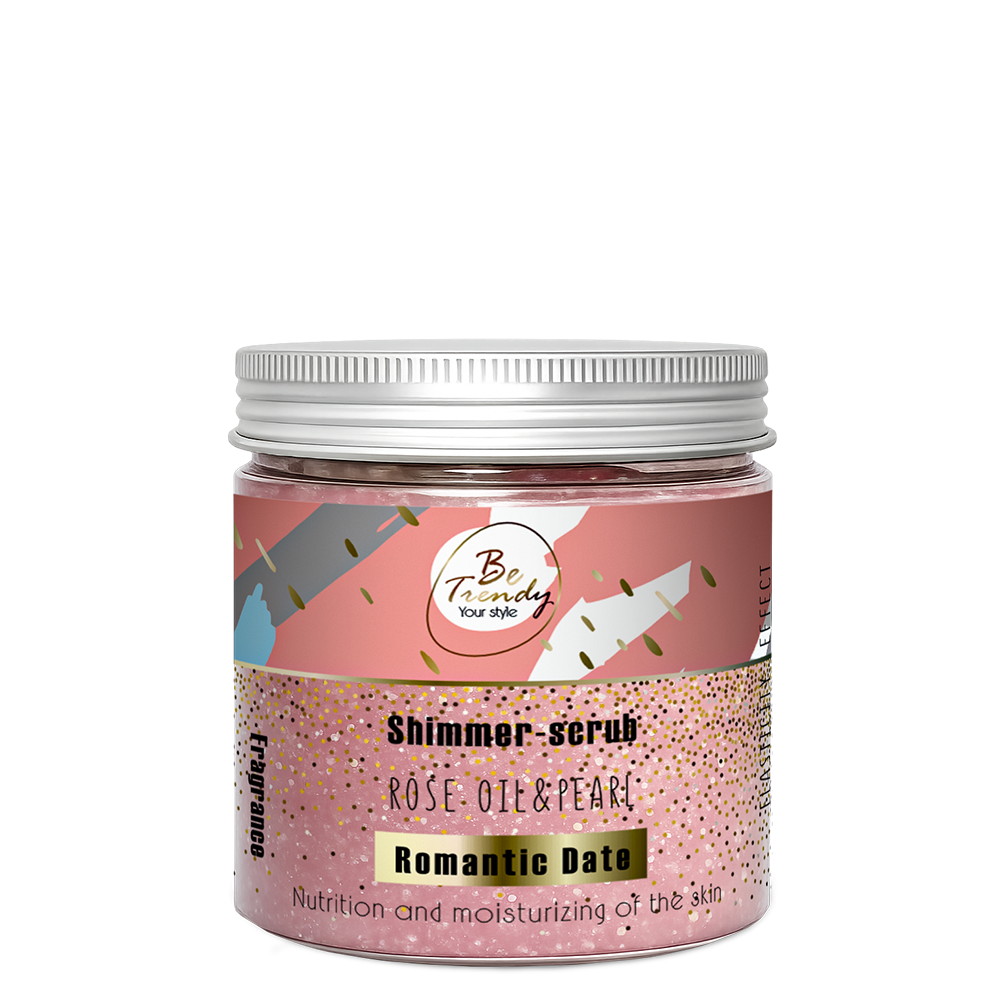 Be
Trendy
Your style
Shimmer-scrub
ROSE OIL&PEARL
Romantic Date
Nutrition and moisturizing of the skin
Fragrance
ELASTICITY EFFECT